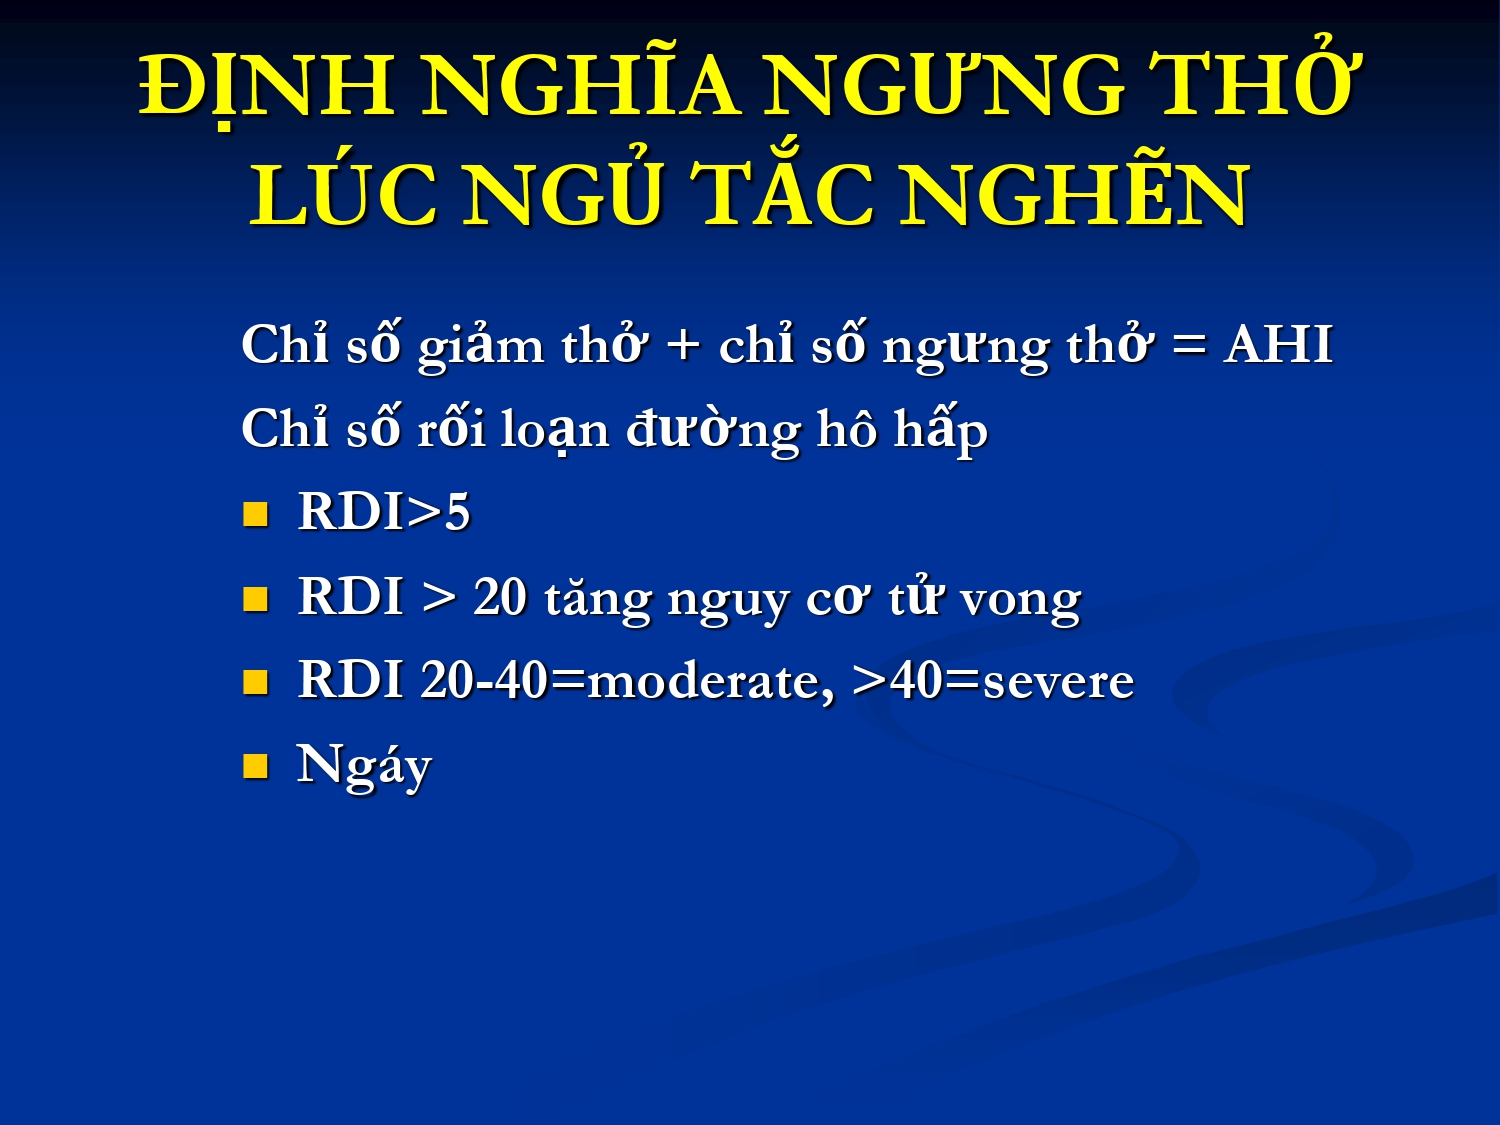 ĐỊNH NGHĨA NGƯNG THỞ
LÚC NGỦ TẮC NGHẼN
Chỉ số giảm thở + chỉ số ngưng thở = AHI
Chỉ số rối loạn đường hô hấp
RDI>5
RDI > 20 tăng nguy cơ tử vong
RDI 20-40=moderate, >40=severe
Ngáy